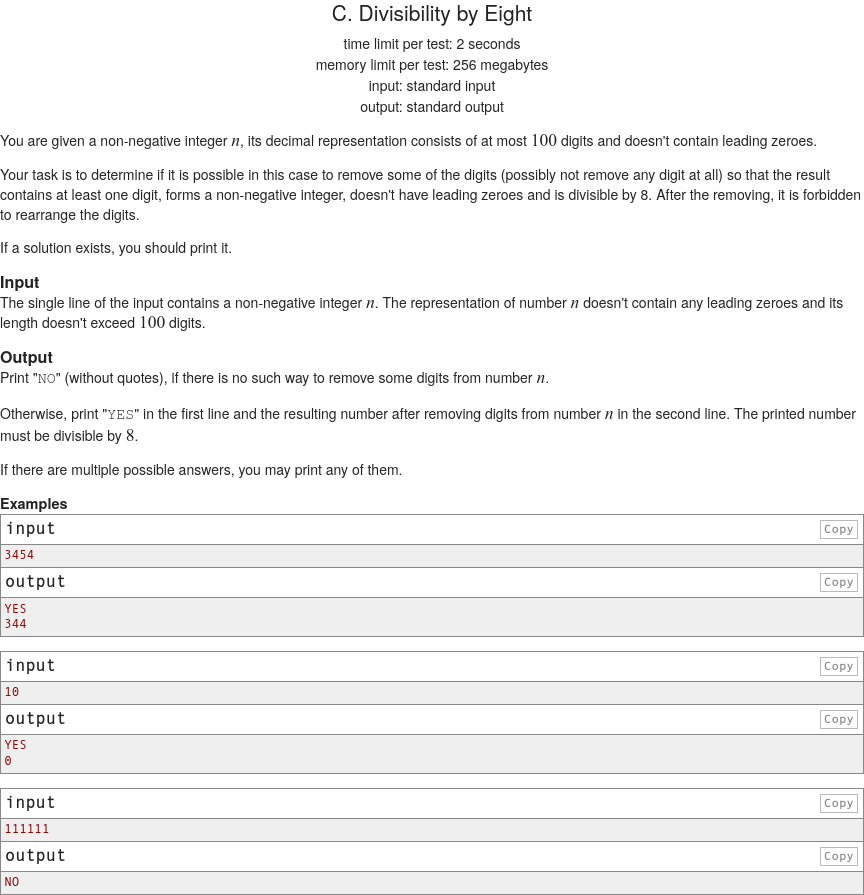 C. Divisibility by Eight
time limit per test: 2 seconds
memory limit per test: 256 megabytes
input: standard input
output: standard output
You are given a non-negative integer n, its decimal representation consists of at most 100 digits and doesn't contain leading zeroes.
Your task is to determine if it is possible in this case to remove some of the digits (possibly not remove any digit at all) so that the result
contains at least one digit, forms a non-negative integer, doesn't have leading zeroes and is divisible by 8. After the removing, it is forbidden
to rearrange the digits.
If a solution exists, you should print it.
Input
The single line of the input contains a non-negative integer n. The representation of number n doesn't contain any leading zeroes and its
length doesn't exceed 100 digits.
Output
Print "NO" (without quotes), if there is no such way to remove some digits from number n.
Otherwise, print "YES" in the first line and the resulting number after removing digits from number n in the second line. The printed number
must be divisible by 8.
If there are multiple possible answers, you may print any of them.
Examples
input Copy
3454
output Copy
YES
344
input Copy
10
output Copy
YES
0
input Copy
111111
output Copy
NO